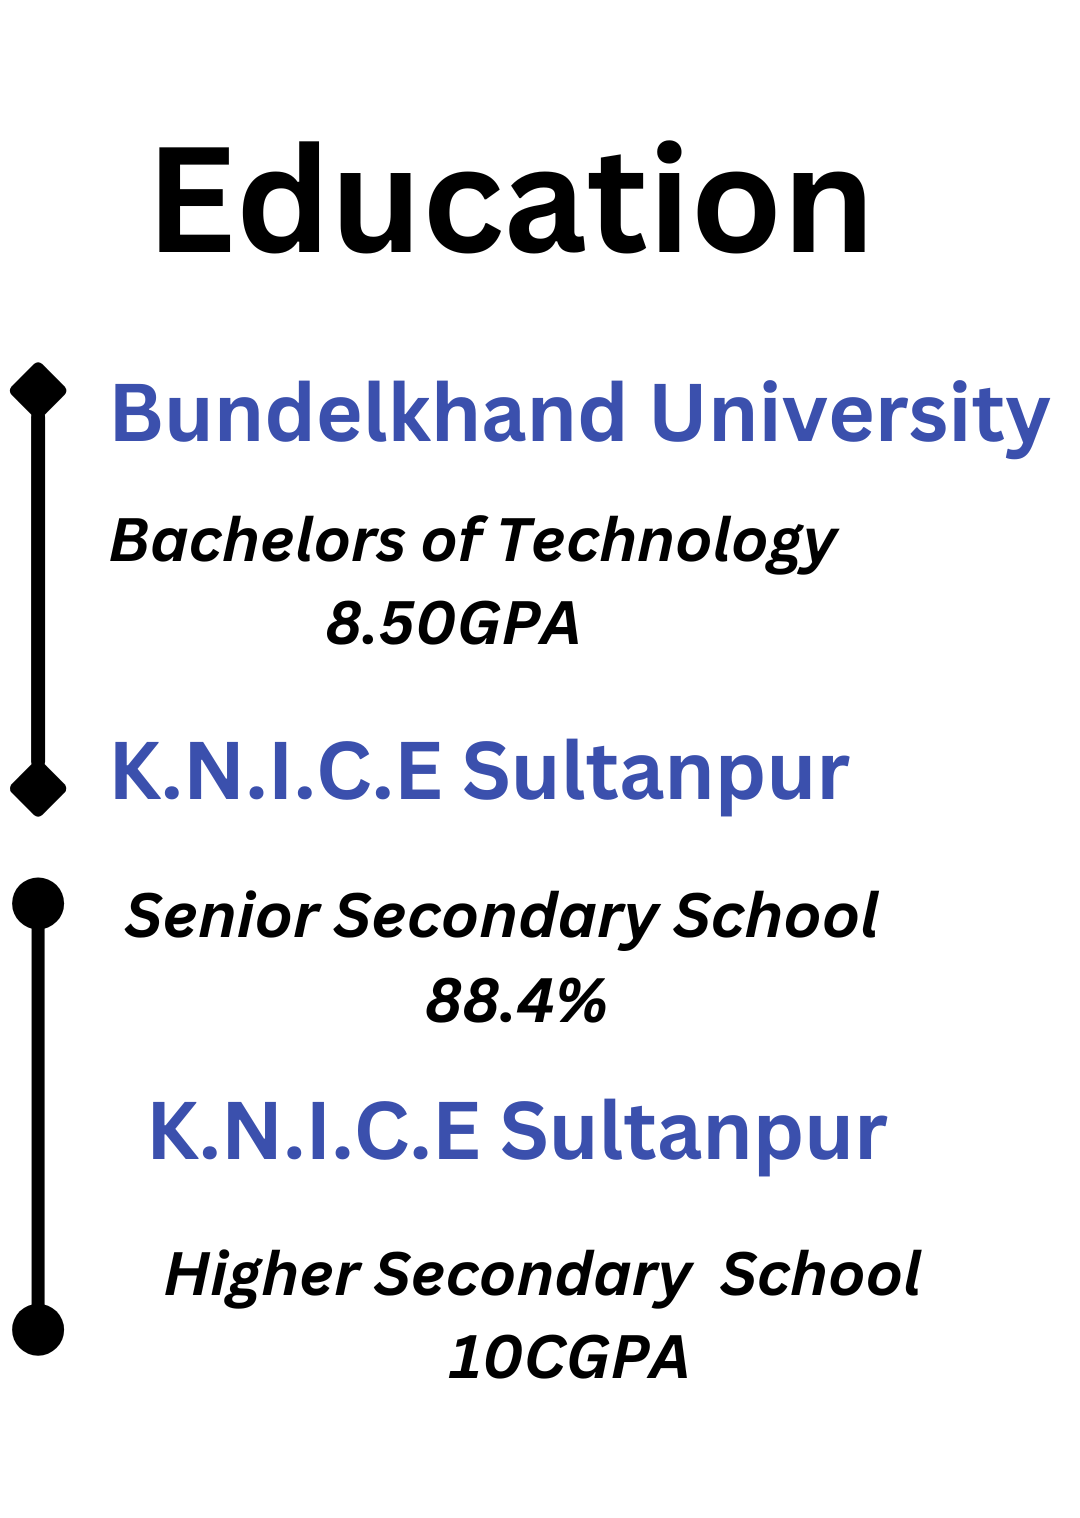 Education
Bundelkhand University
Bachelors of Technology
8.50GPA
K.N.I.C.E Sultanpur
Senior Secondary School
88.4%
K.N.I.C.E Sultanpur
Higher Secondary School
10CGPA